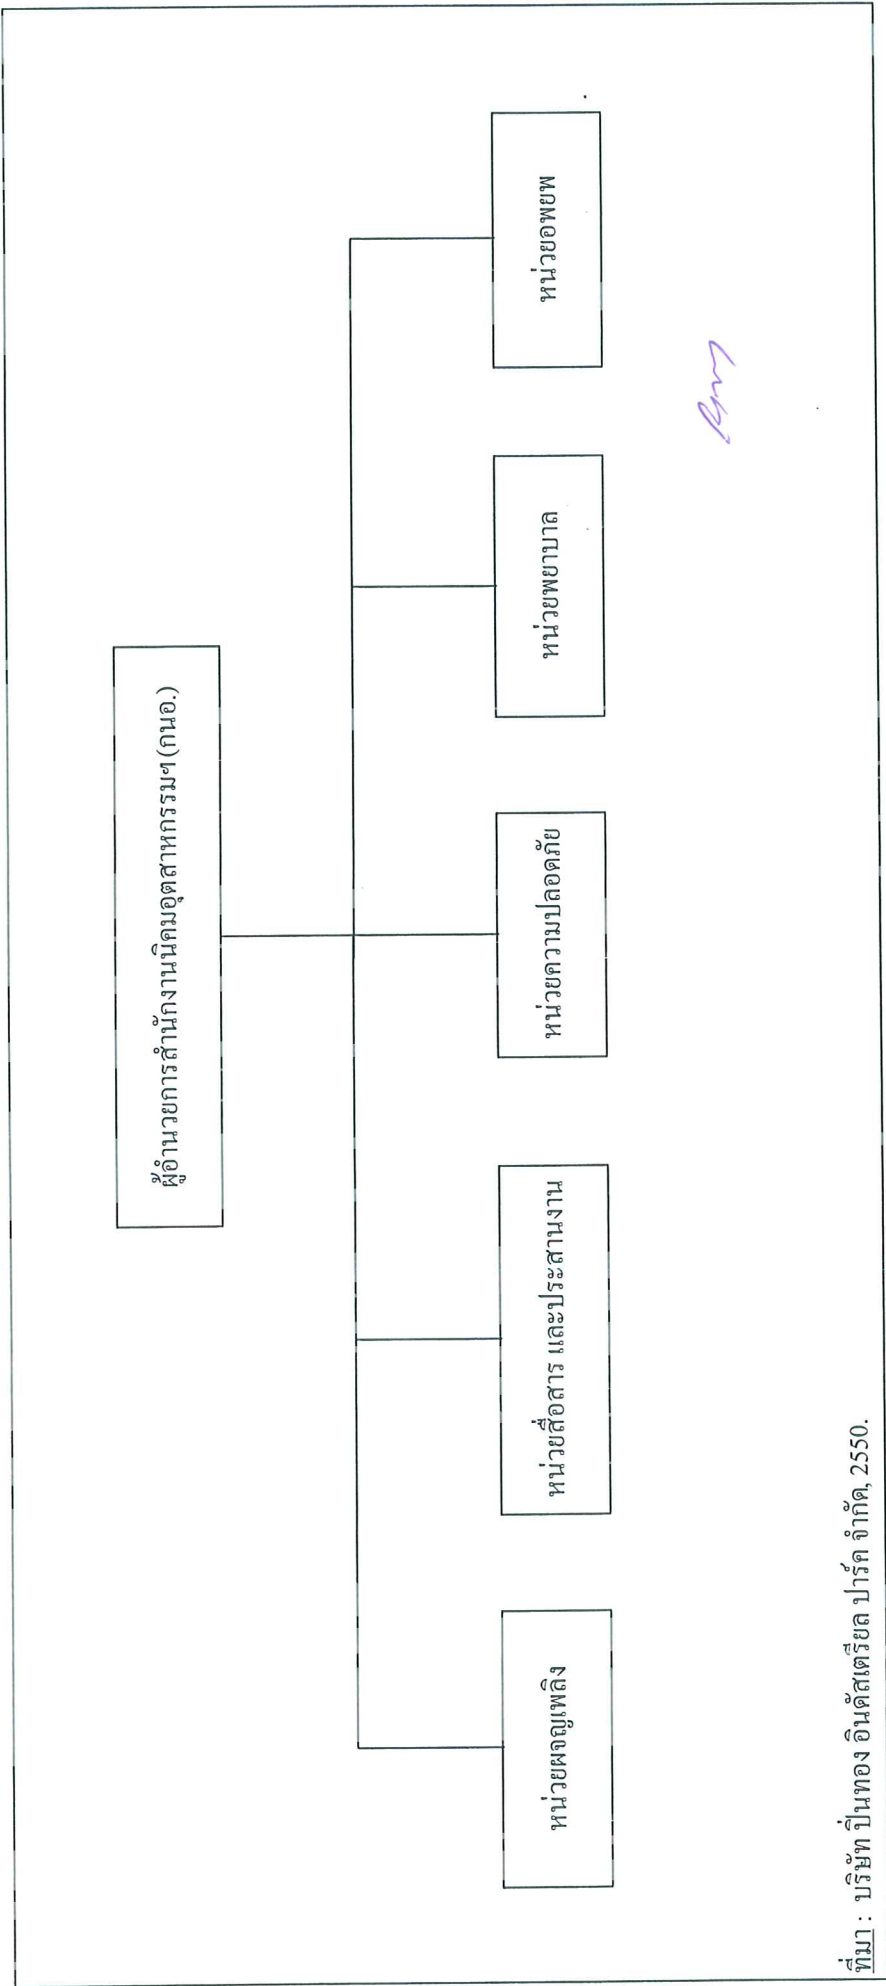 ผู้อำนวยการสำนักงานนิคมอุตสาหกรรมฯ(กนอ.)
หน่วยผจญเพลิง
หน่วยสื่อสาร และประสานงาน
หน่วยความปลอดภัย
หน่วยพยาบาล
หน่วยอพยพ
ที่มา : บริษัท ปิ่นทอง อินดัสเตรียล ปาร์ค จำกัด, 2550.